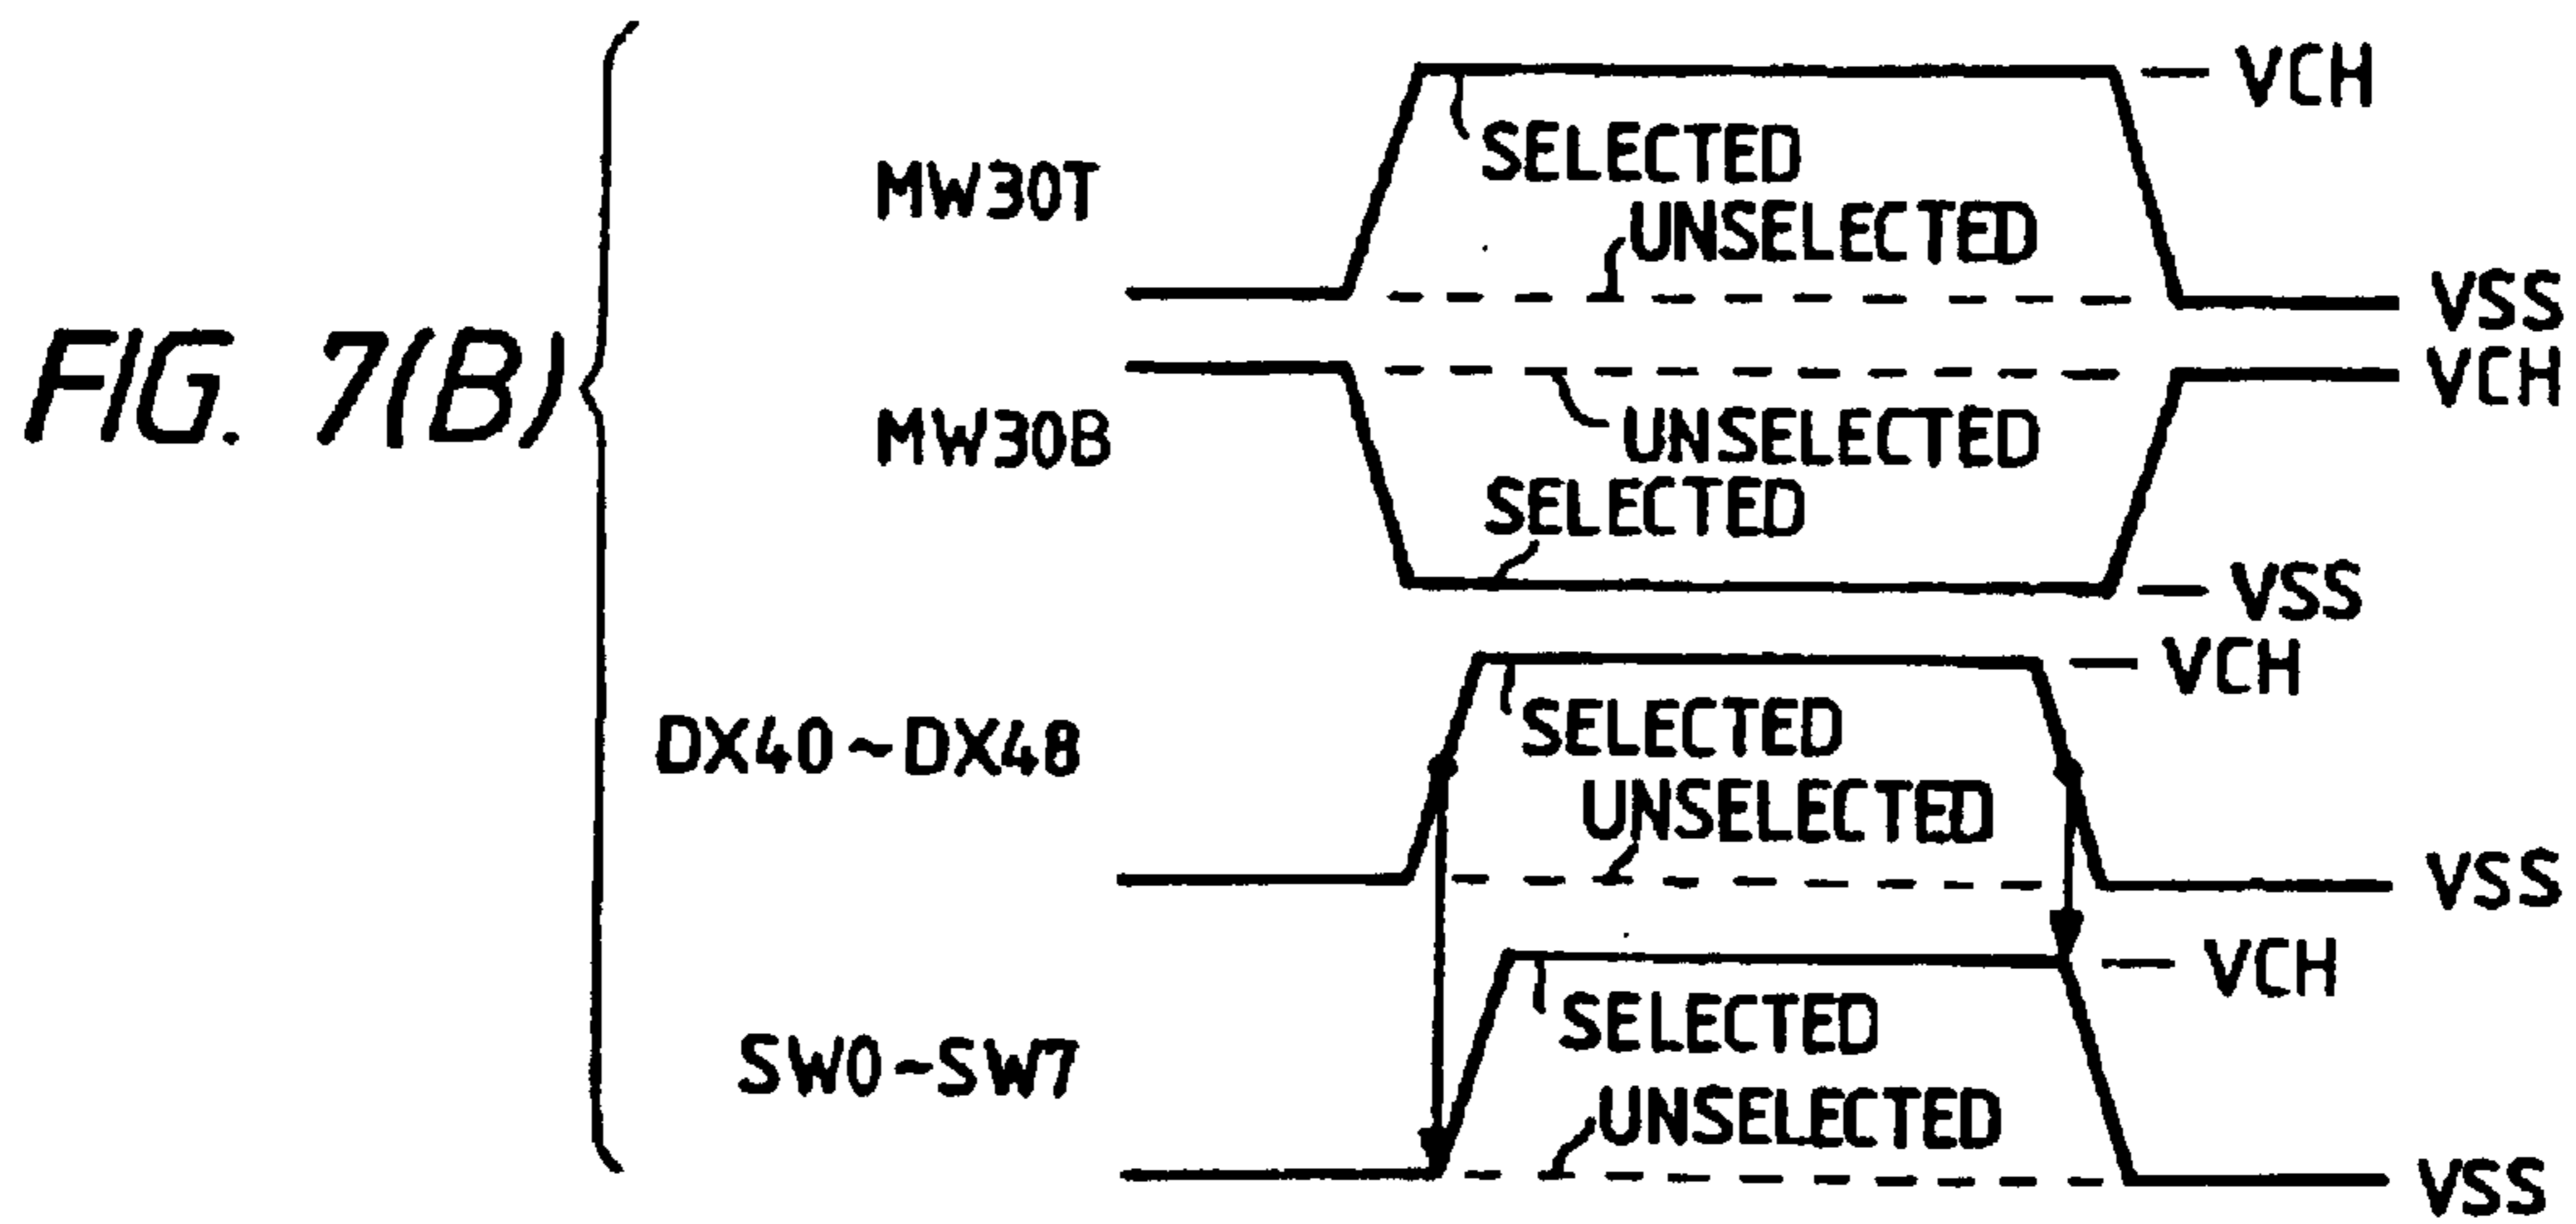 FIG. 7(B)
MW30T
SELECTED
UNSELECTED
VCH
VSS
MW30B
UNSELECTED
SELECTED
VCH
VSS
DX40~DX48
SELECTED
UNSELECTED
VCH
VSS
SW0~SW7
SELECTED
UNSELECTED
VCH
VSS